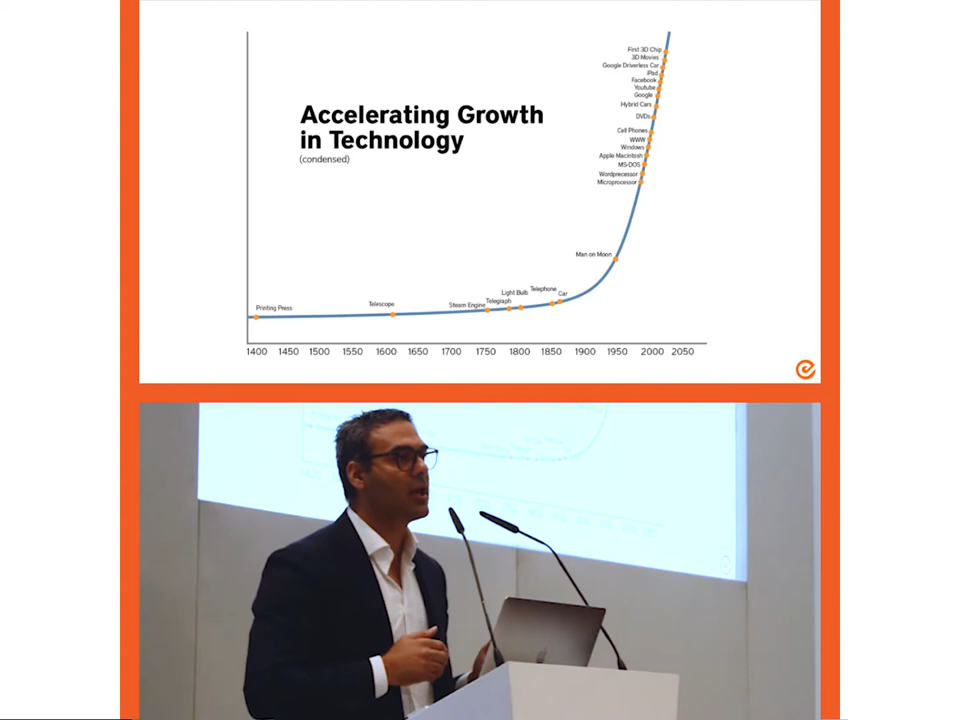 First 3D Chip
3D Movies
Google Driverless Car
iPad
Facebook
Youtube
Google
Hybrid Cars
DVDs
Cell Phones
WWW
Windows
Apple Macintosh
MS-DOS
Wordprecessor
Microprocessor
Accelerating Growth
in Technology
(condensed)
Man on Moon
Printing Press
Telescope
Steam Engine
Telegraph
Light Bulb
Telephone
Car
1400 1450 1500 1550 1600 1650 1700 1750 1800 1850 1900 1950 2000 2050